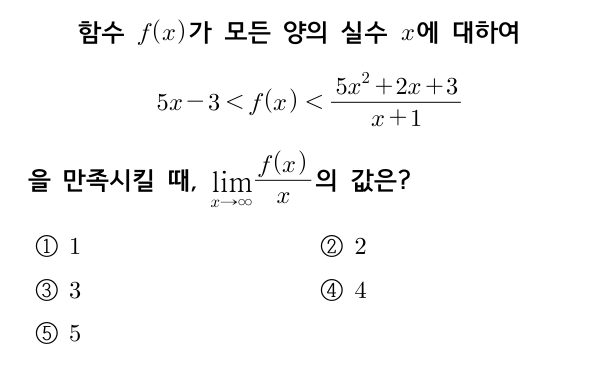 함수 f(x)가 모든 양의 실수 x에 대하여
5x−3 < f(x) < \frac{5x^2+2x+3}{x+1}
을 만족시킬 때, \lim_{x→∞} \frac{f(x)}{x}의 값은?
① 1 ② 2
③ 3 ④ 4
⑤ 5